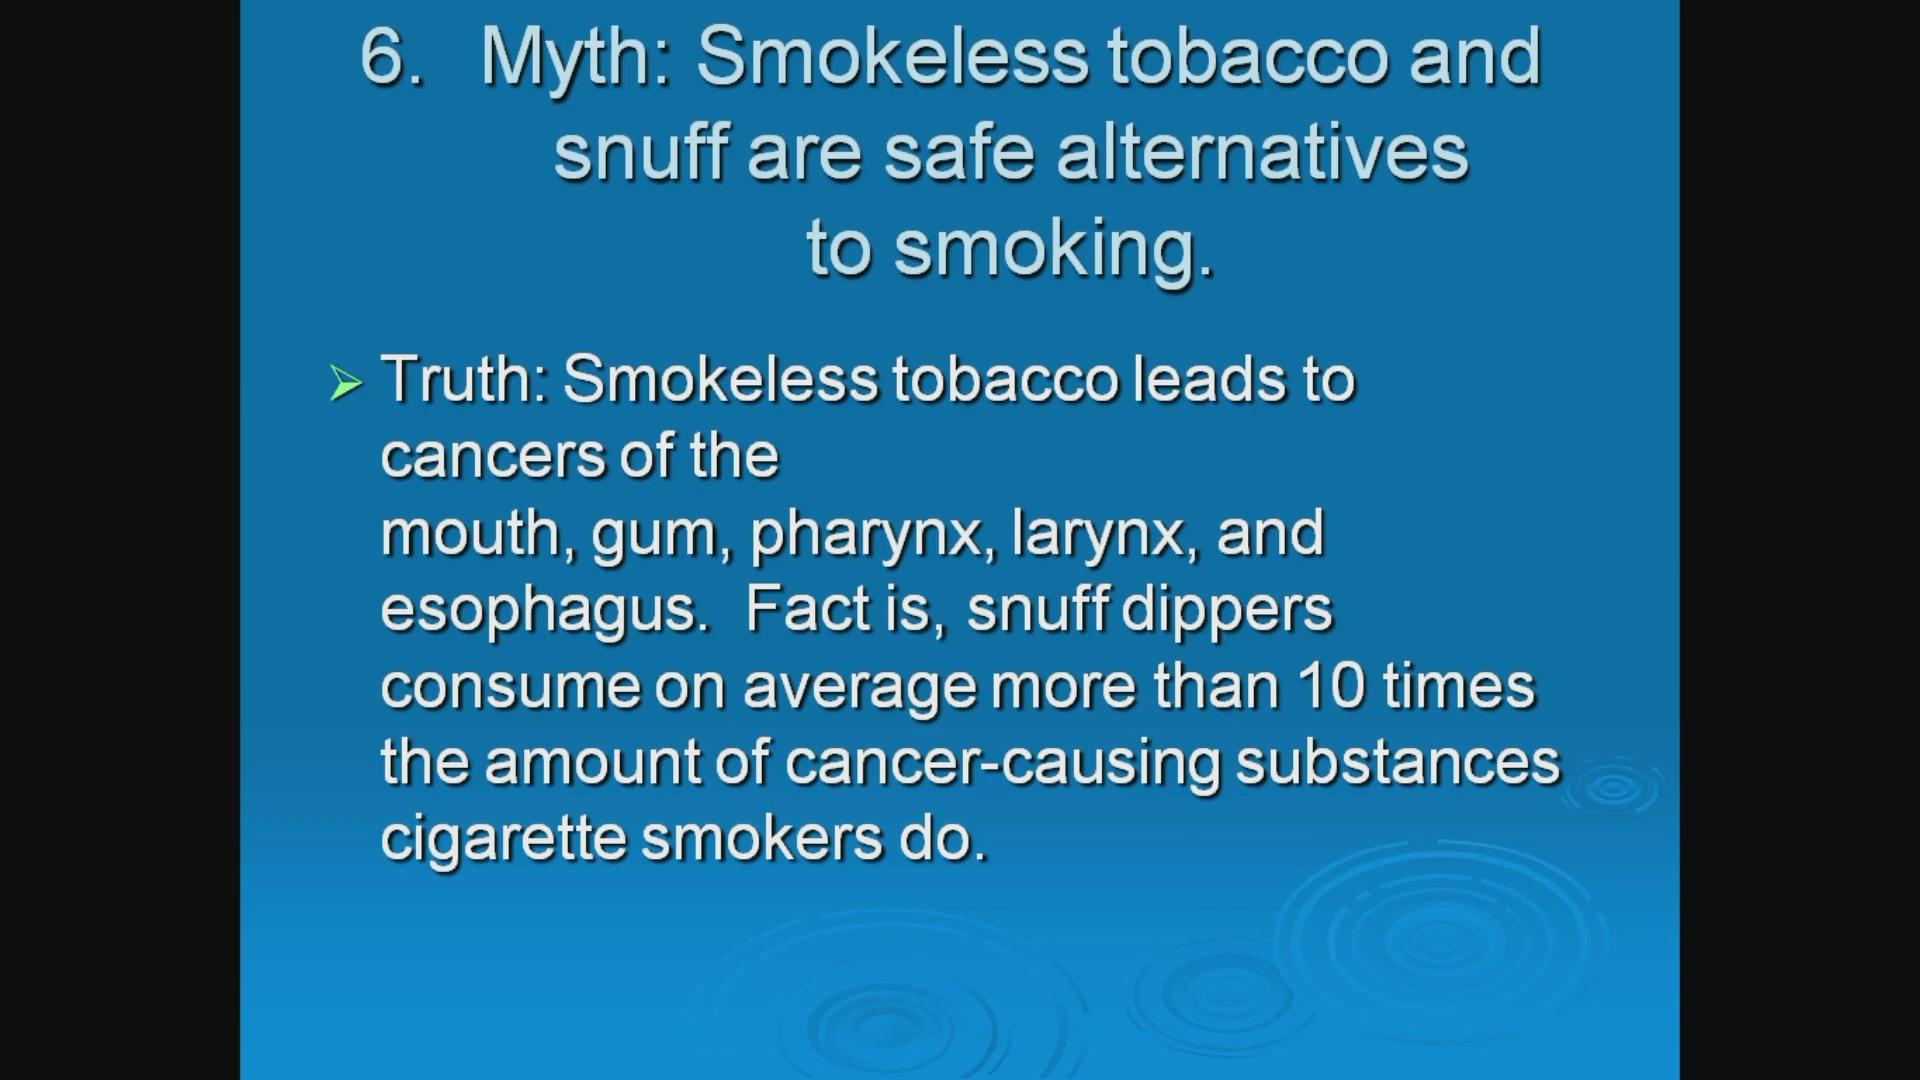 6. Myth: Smokeless tobacco and
snuff are safe alternatives
to smoking.
Truth: Smokeless tobacco leads to
cancers of the
mouth, gum, pharynx, larynx, and
esophagus. Fact is, snuff dippers
consume on average more than 10 times
the amount of cancer-causing substances
cigarette smokers do.